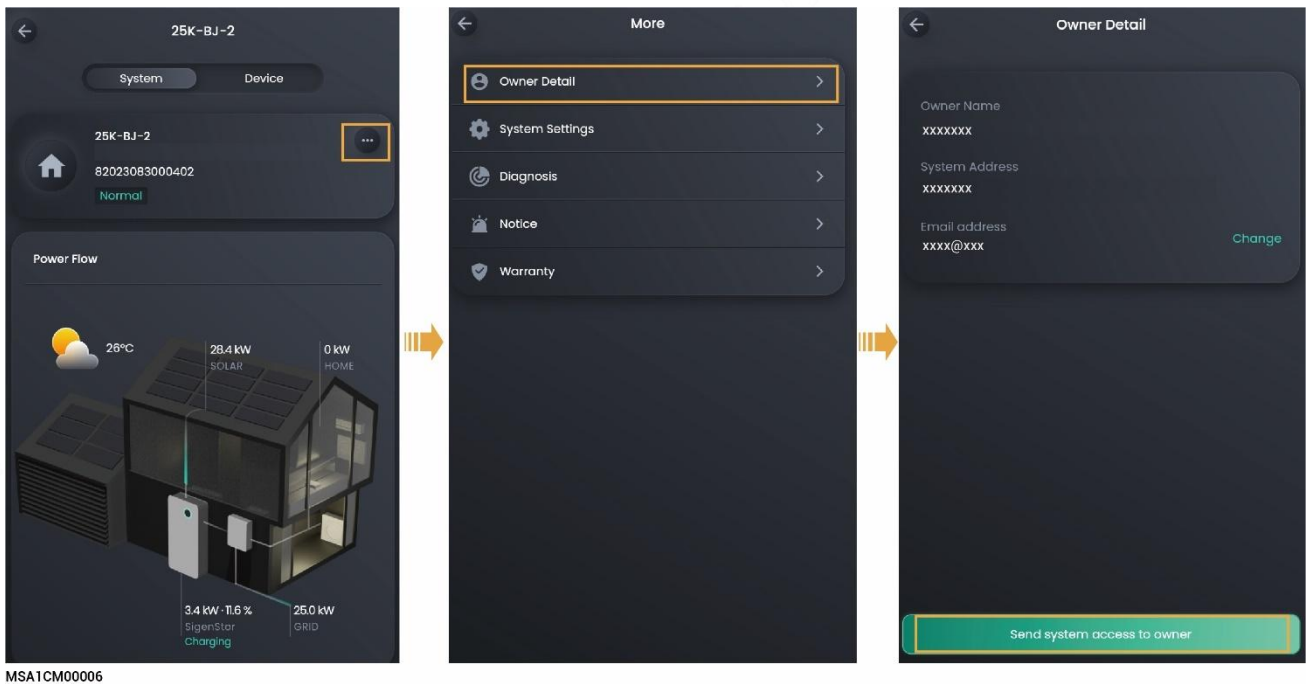 25K-BJ-2
System Device
25K-BJ-2
82023083000402
Normal
Power Flow
26°C
28.4 kW
SOLAR
0 kW
HOME
3.4 kW · 11.6 %
SigenStor
Charging
25.0 kW
GRID
More
Owner Detail
System Settings
Diagnosis
Notice
Warranty
Owner Detail
Owner Name
xxxxxxx
System Address
xxxxxxx
Email address
xxxx@xxx
Change
Send system access to owner
MSA1CM00006